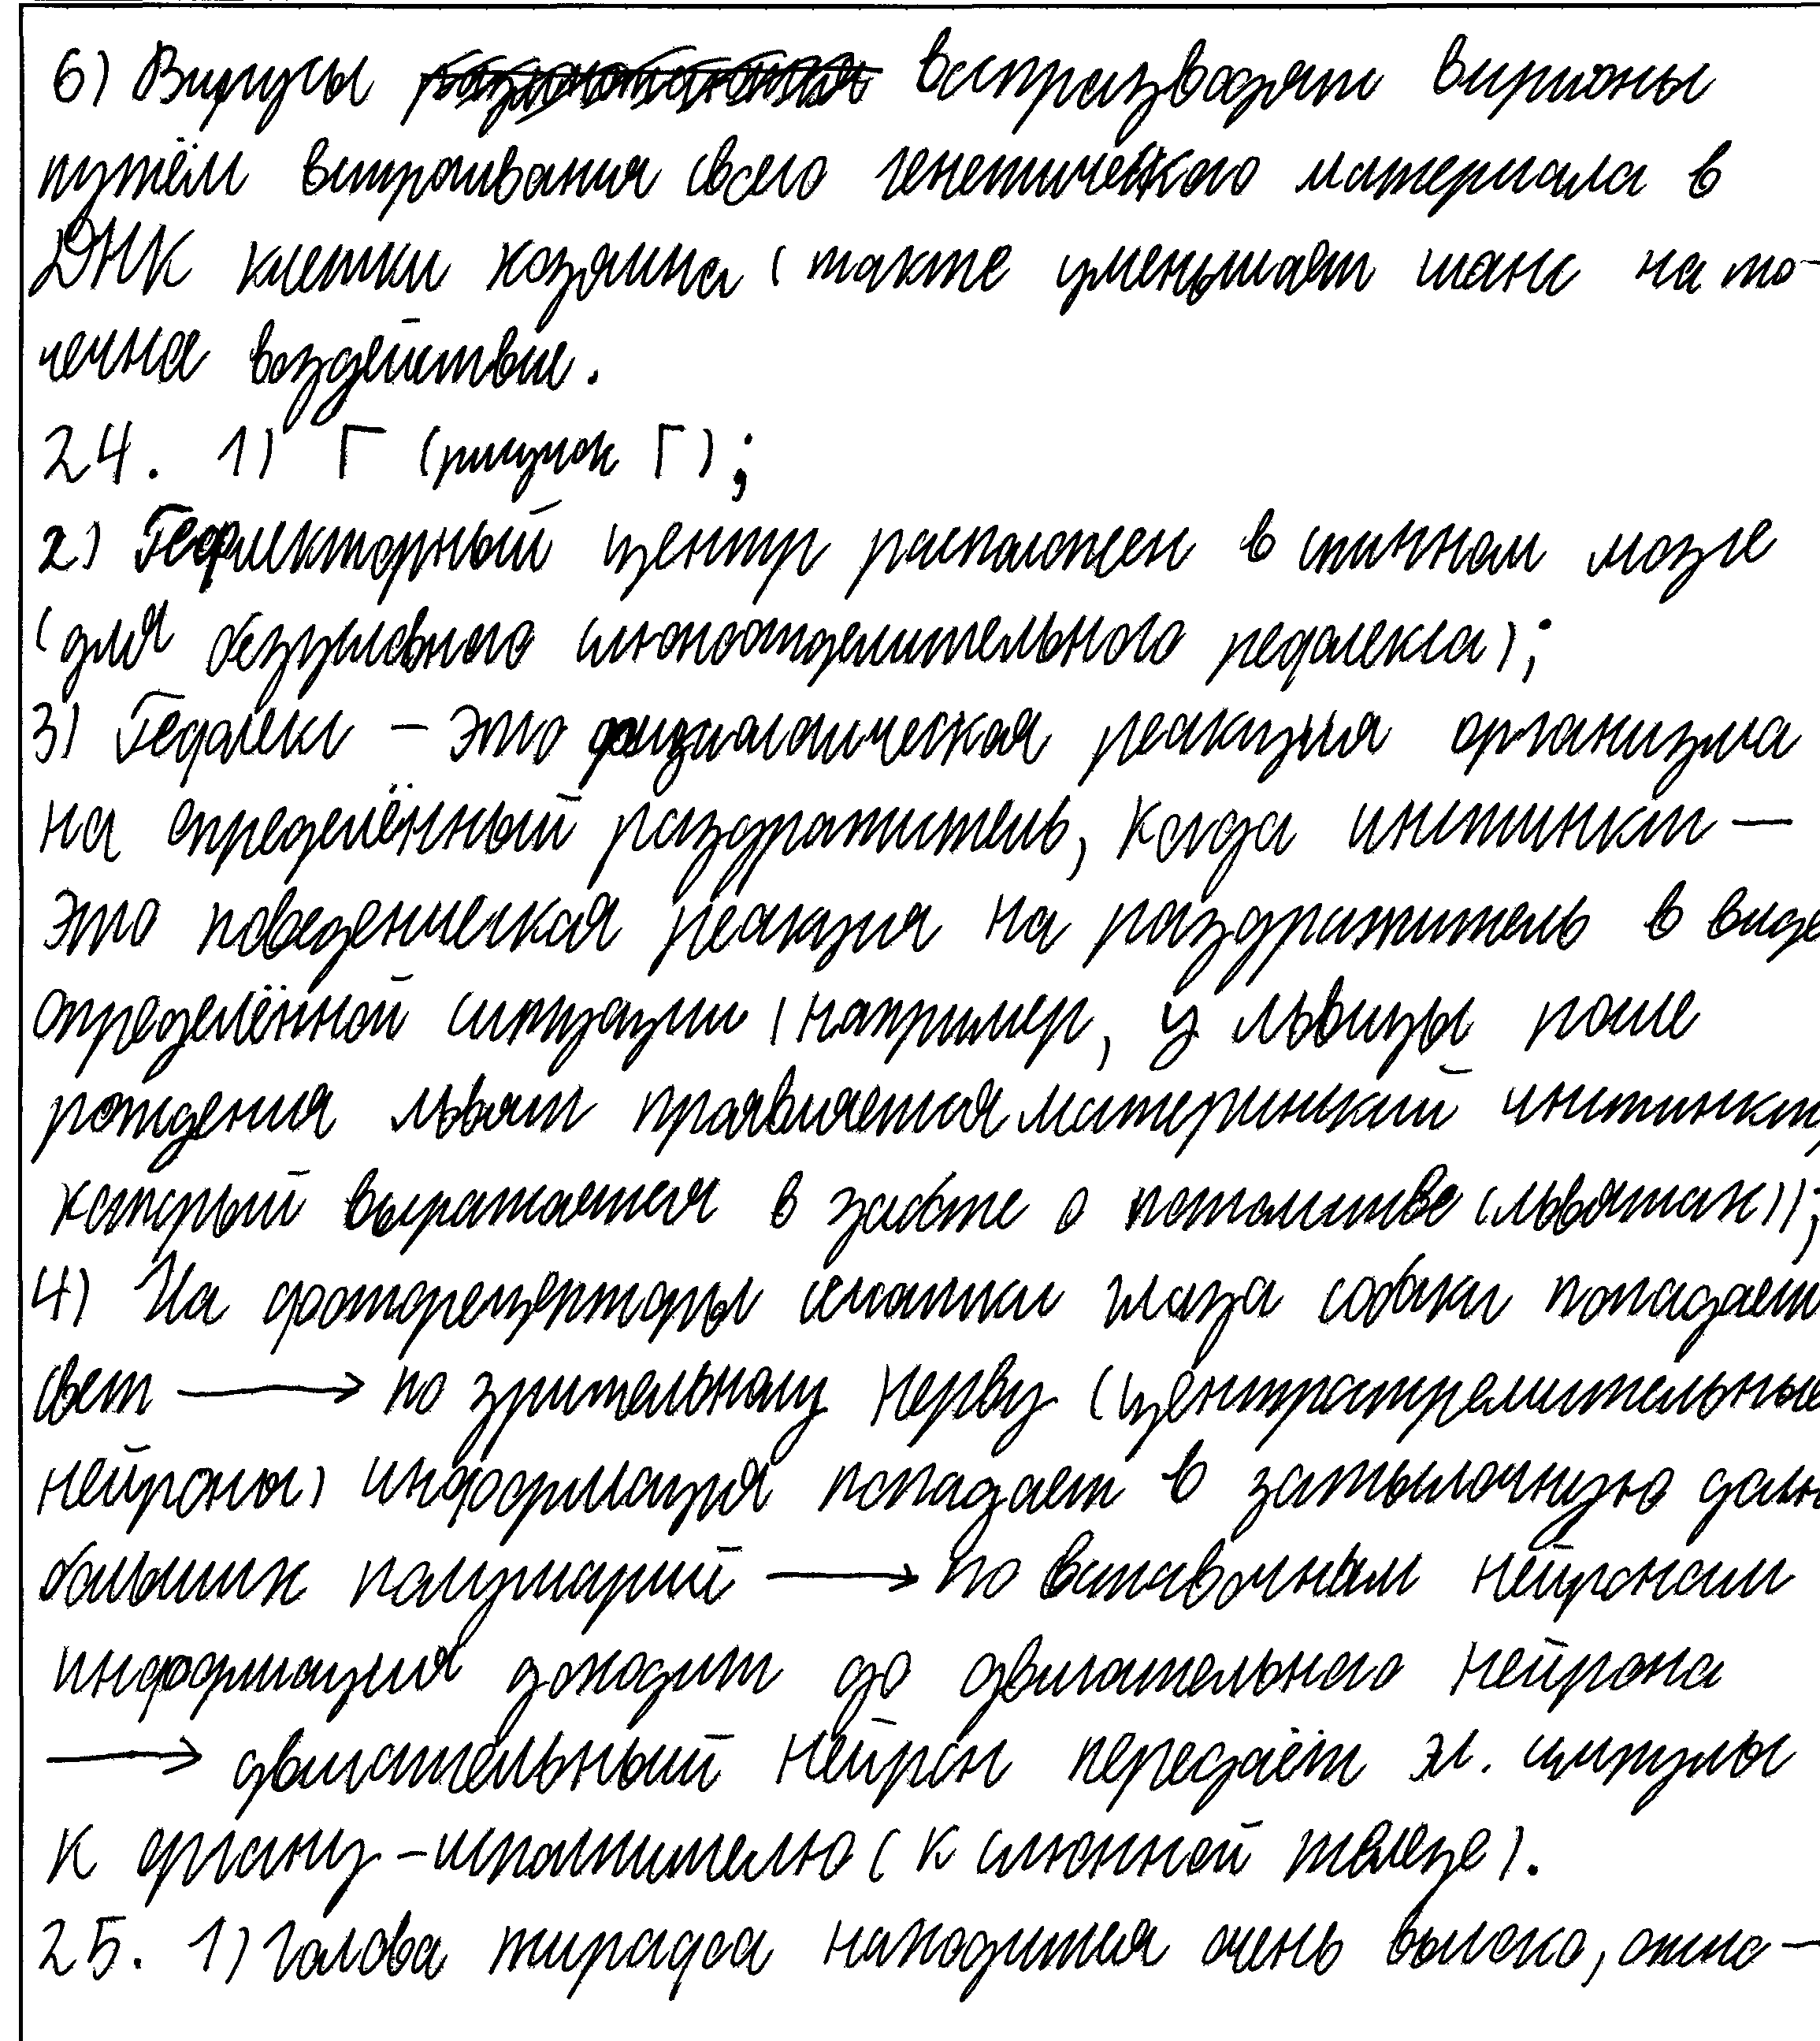 6) Вирусы воспроизводят вирионы
путём встраивания своего генетического материала в
ДНК клетки хозяина (также уменьшает шанс на то-
чечное воздействие.
24. 1) Г (рисунок Г);
2) Рефлекторный центр расположен в спинном мозге
(для безусловного слюноотделительного рефлекса);
3) Рефлекс – это физиологическая реакция организма
на определённый раздражитель, когда инстинкт –
это поведенческая реакция на раздражитель в виде
определённой ситуации (например, у львицы после
рождения львят проявляется материнский инстинкт,
который выражается в заботе о потомстве (львятах));
4) На фоторецепторы сетчатки глаза собаки попадает
свет → по зрительному нерву (центростремительные
нейроны) информация попадает в затылочную долю
больших полушарий → по вставочным нейронам
информация доходит до двигательного нейрона
→ двигательный нейрон передаёт эл. импульсы
к органу-исполнителю (к слюнной железе).
25. 1) Голова жирафа находится очень высоко, отно-